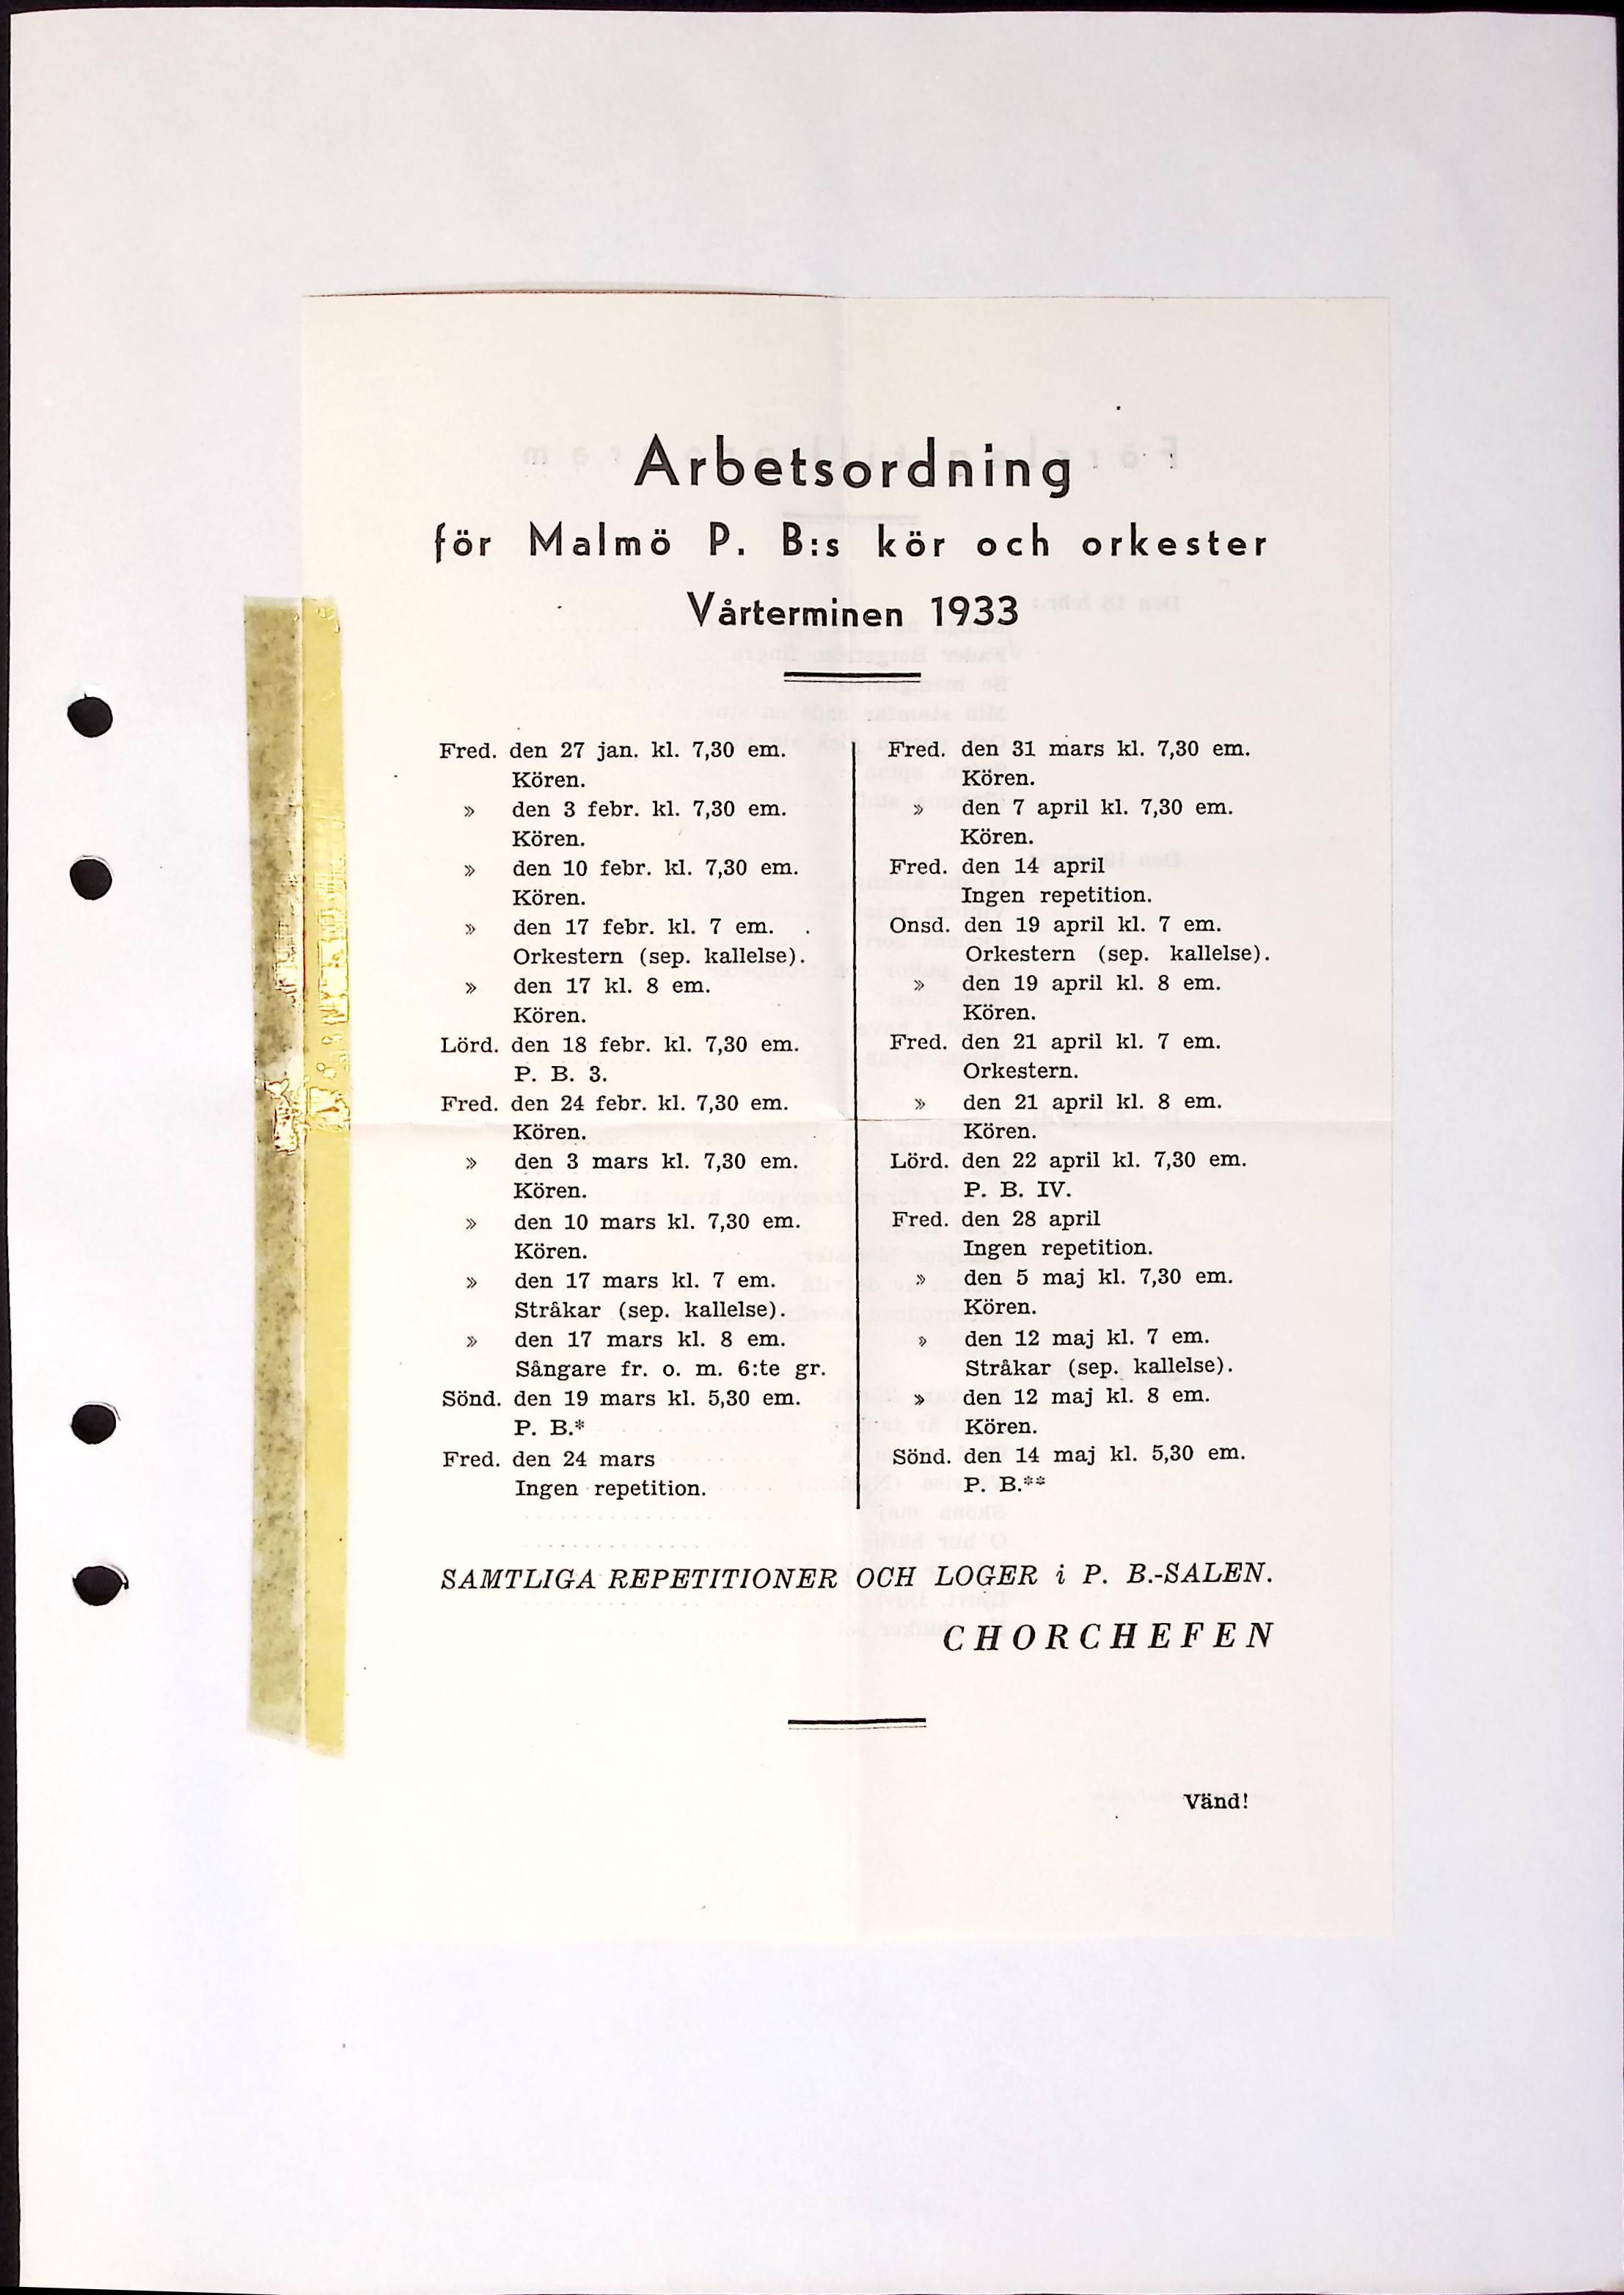 Arbetsordning
för Malmö P. B:s kör och orkester
Vårterminen 1933
Fred. den 27 jan. kl. 7,30 em.
Kören.
» den 3 febr. kl. 7,30 em.
Kören.
» den 10 febr. kl. 7,30 em.
Kören.
» den 17 febr. kl. 7 em.
Orkestern (sep. kallelse).
» den 17 kl. 8 em.
Kören.
Lörd. den 18 febr. kl. 7,30 em.
P. B. 3.
Fred. den 24 febr. kl. 7,30 em.
Kören.
» den 3 mars kl. 7,30 em.
Kören.
» den 10 mars kl. 7,30 em.
Kören.
» den 17 mars kl. 7 em.
Stråkar (sep. kallelse).
» den 17 mars kl. 8 em.
Sångare fr. o. m. 6:te gr.
Sönd. den 19 mars kl. 5,30 em.
P. B.*
Fred. den 24 mars
Ingen repetition.
Fred. den 31 mars kl. 7,30 em.
Kören.
» den 7 april kl. 7,30 em.
Kören.
Fred. den 14 april
Ingen repetition.
Onsd. den 19 april kl. 7 em.
Orkestern (sep. kallelse).
» den 19 april kl. 8 em.
Kören.
Fred. den 21 april kl. 7 em.
Orkestern.
» den 21 april kl. 8 em.
Kören.
Lörd. den 22 april kl. 7,30 em.
P. B. IV.
Fred. den 28 april
Ingen repetition.
» den 5 maj kl. 7,30 em.
Kören.
» den 12 maj kl. 7 em.
Stråkar (sep. kallelse).
» den 12 maj kl. 8 em.
Kören.
Sönd. den 14 maj kl. 5,30 em.
P. B.**
SAMTLIGA REPETITIONER OCH LOGER i P. B.-SALEN.
CHORCHEFEN
Vänd!